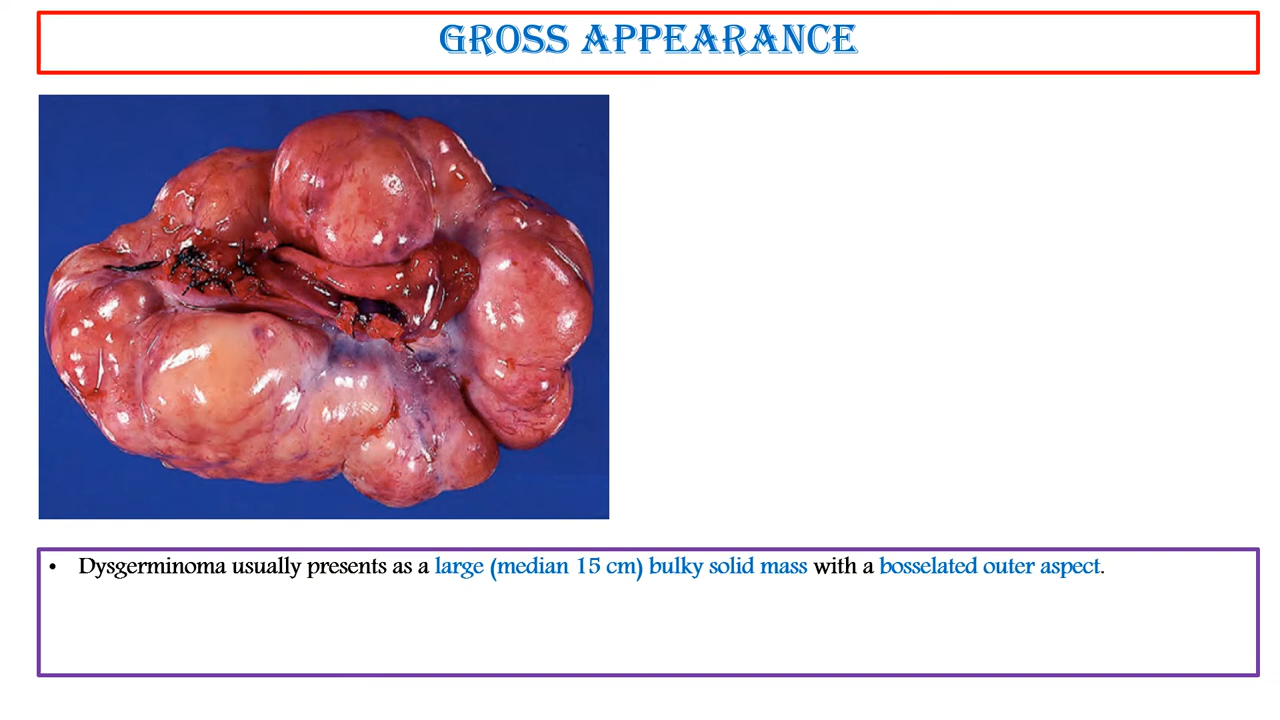 GROSS APPEARANCE
• Dysgerminoma usually presents as a large (median 15 cm) bulky solid mass with a bosselated outer aspect.